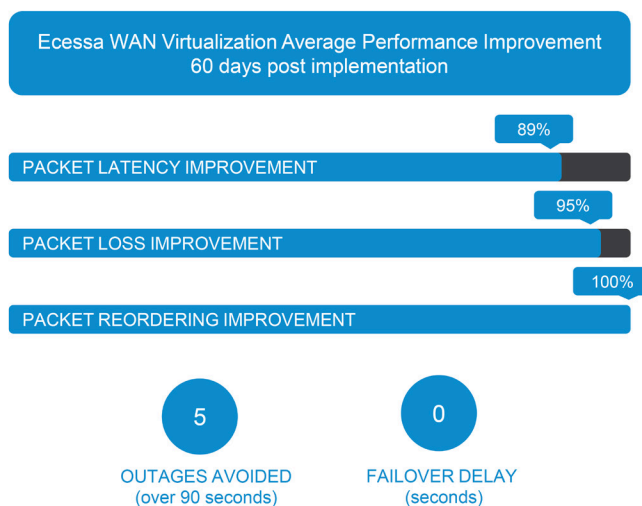 Ecessa WAN Virtualization Average Performance Improvement
60 days post implementation
89%
PACKET LATENCY IMPROVEMENT
95%
PACKET LOSS IMPROVEMENT
100%
PACKET REORDERING IMPROVEMENT
5
OUTAGES AVOIDED
(over 90 seconds)
0
FAILOVER DELAY
(seconds)